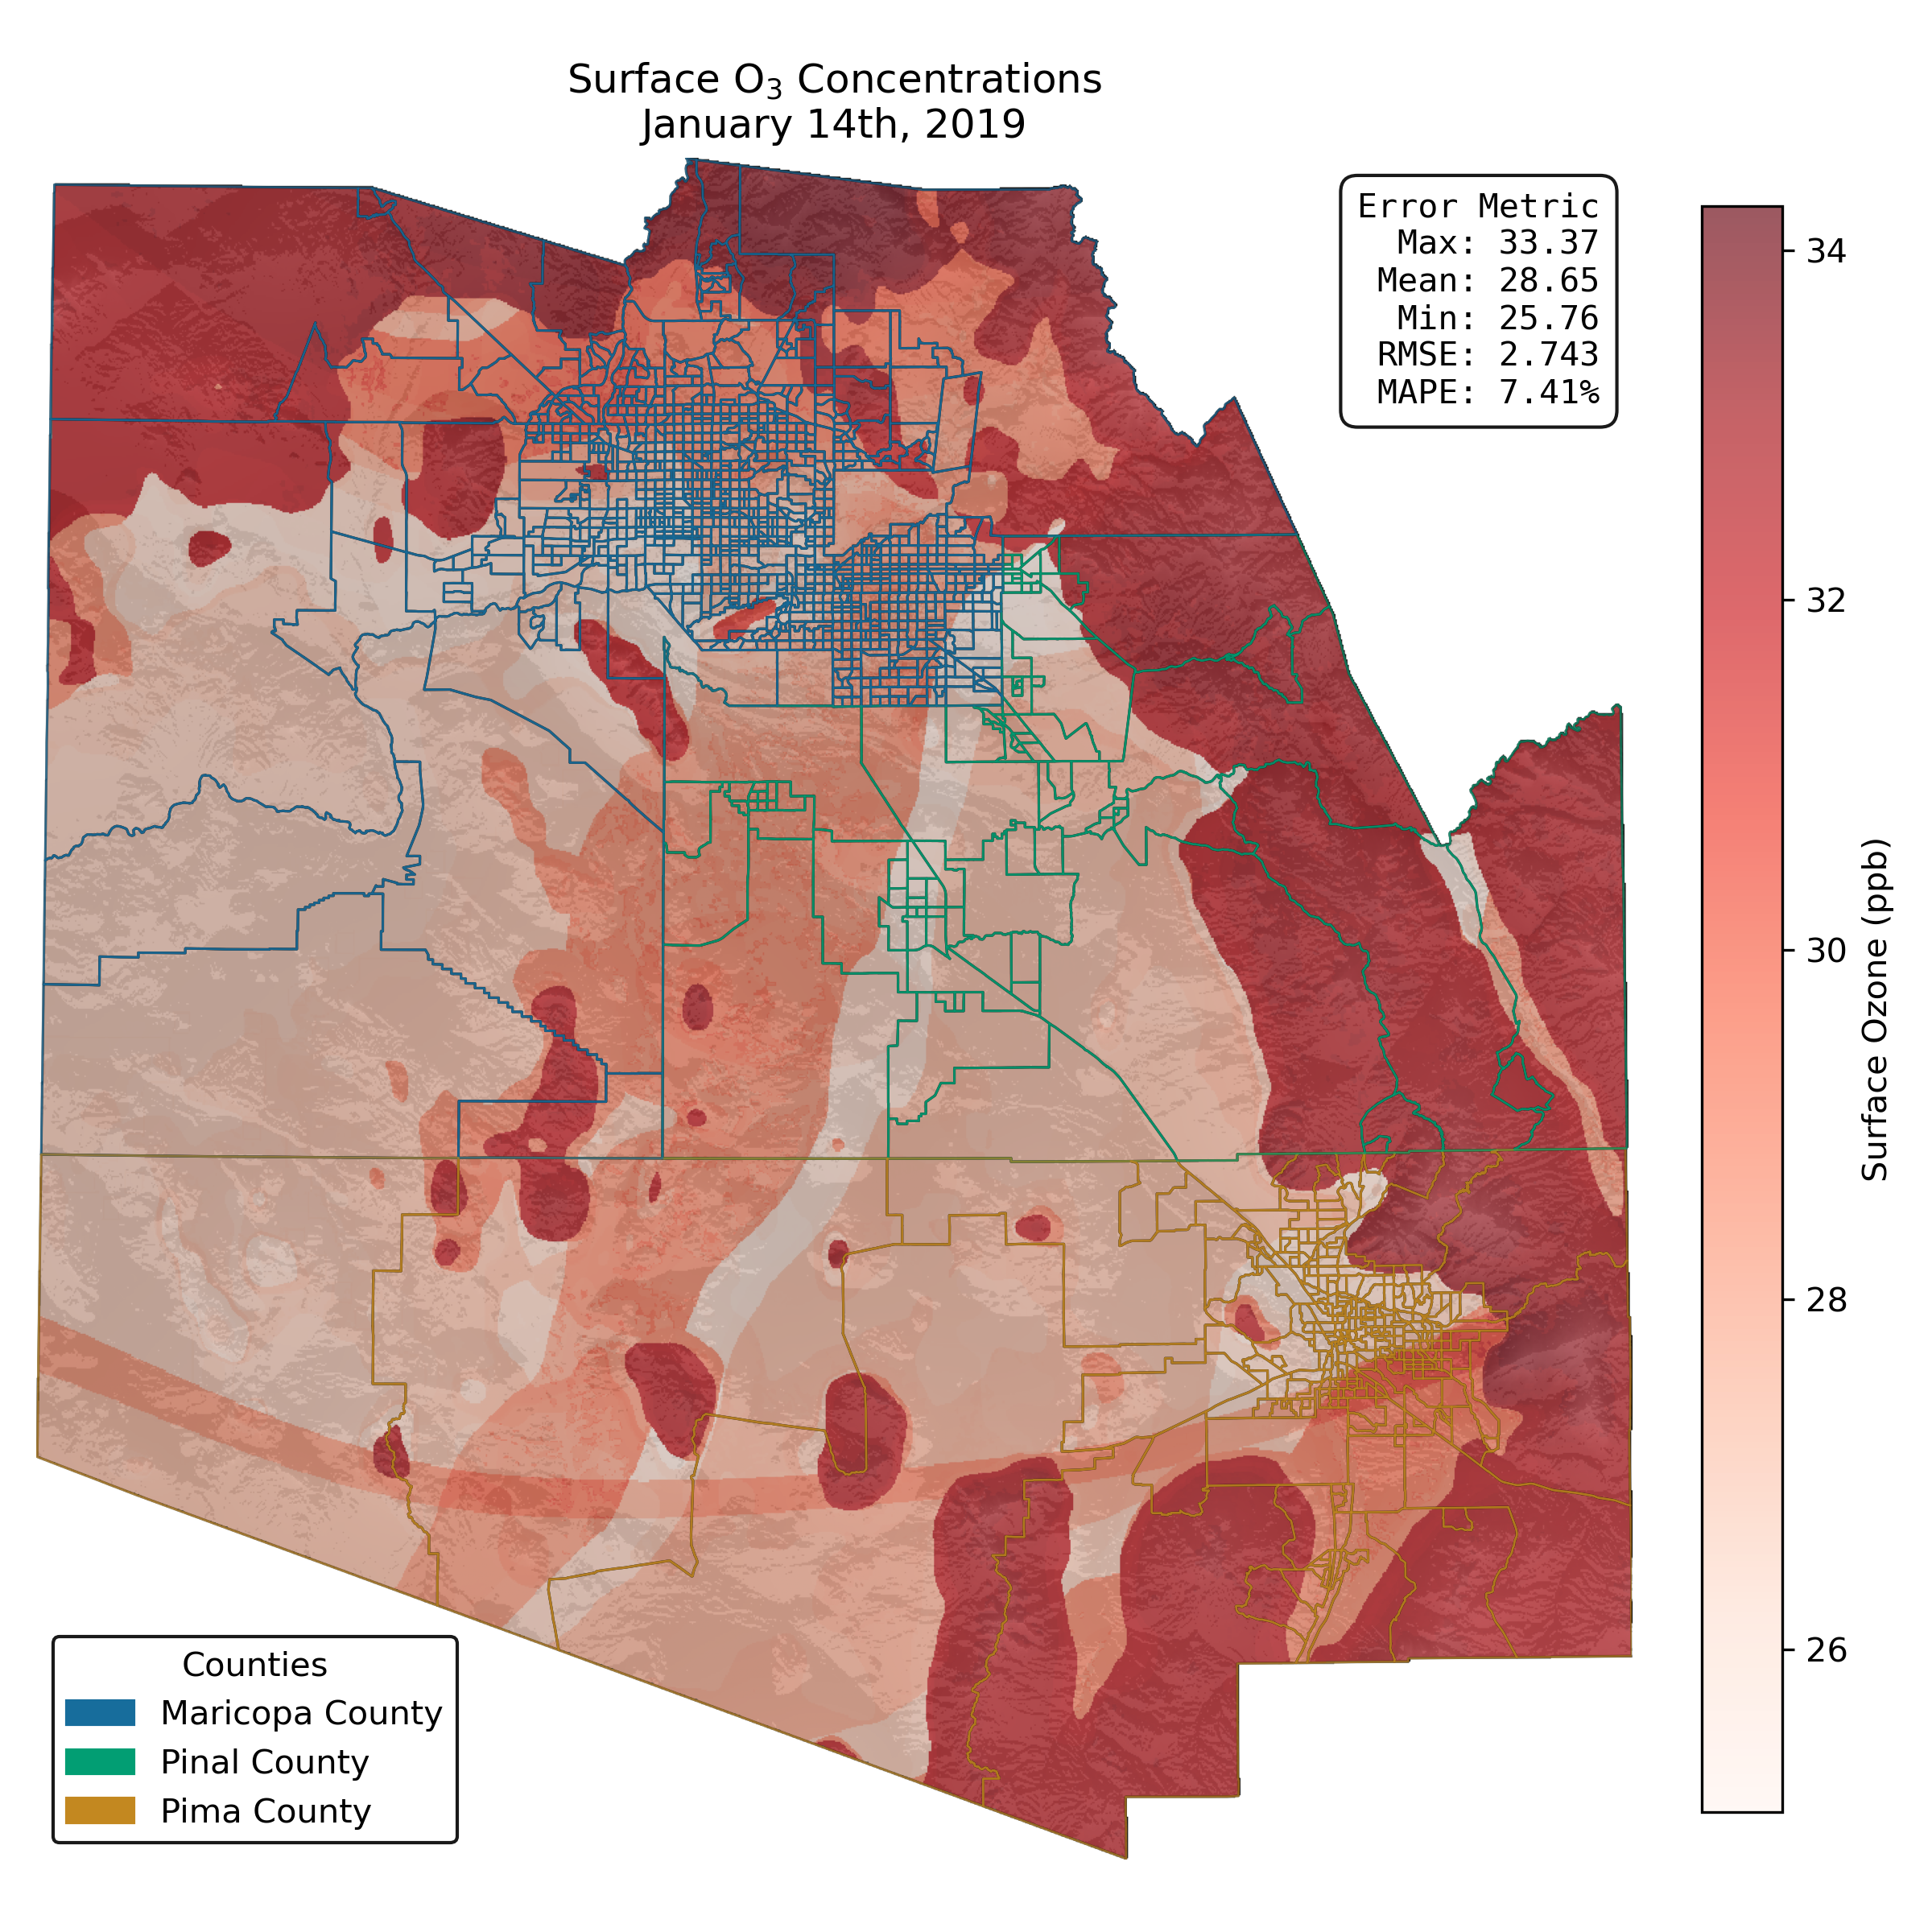 Surface O₃ Concentrations
January 14th, 2019
Error Metric
Max: 33.37
Mean: 28.65
Min: 25.76
RMSE: 2.743
MAPE: 7.41%
34
32
30
28
26
Surface Ozone (ppb)
Counties
Maricopa County
Pinal County
Pima County